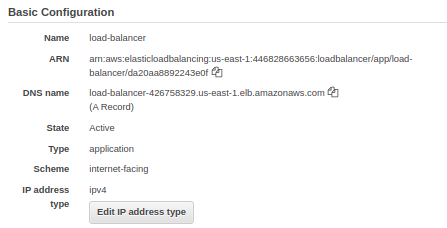 Basic Configuration
Name load-balancer
ARN arn:aws:elasticloadbalancing:us-east-1:446828663656:loadbalancer/app/load-
balancer/da20aa8892243e0f
DNS name load-balancer-426758329.us-east-1.elb.amazonaws.com
(A Record)
State Active
Type application
Scheme internet-facing
IP address ipv4
type
Edit IP address type